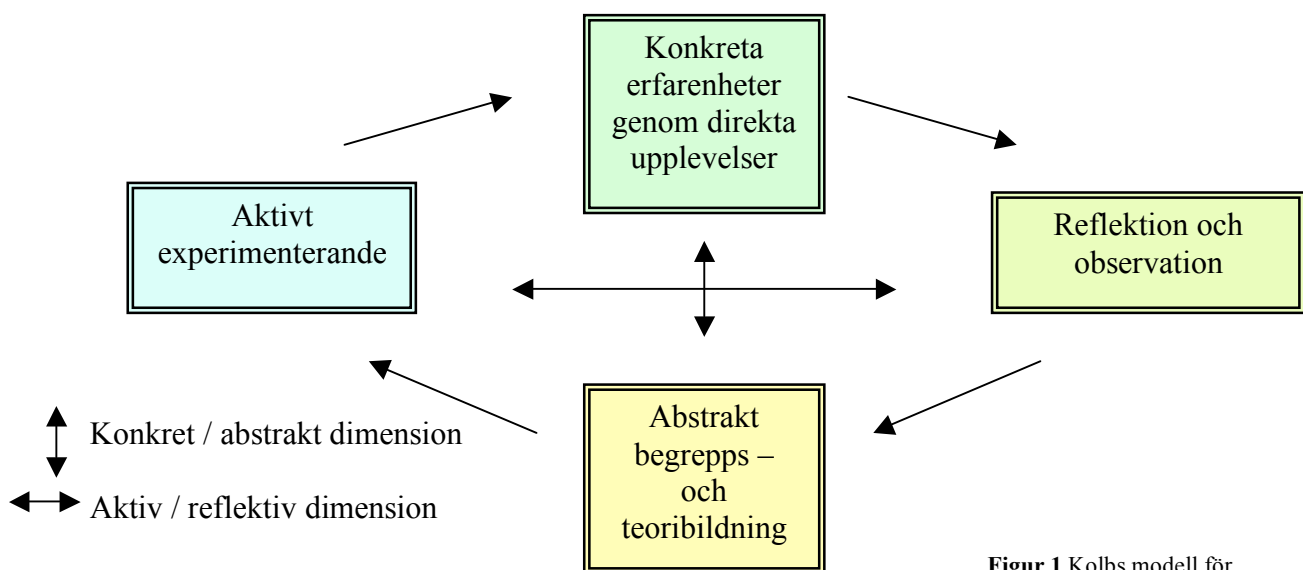 Konkreta
erfarenheter
genom direkta
upplevelser
Aktivt
experimenterande
Reflektion och
observation
Abstrakt
begrepps –
och
teoribildning
Konkret / abstrakt dimension
Aktiv / reflektiv dimension
Figur 1 Kolbs modell för